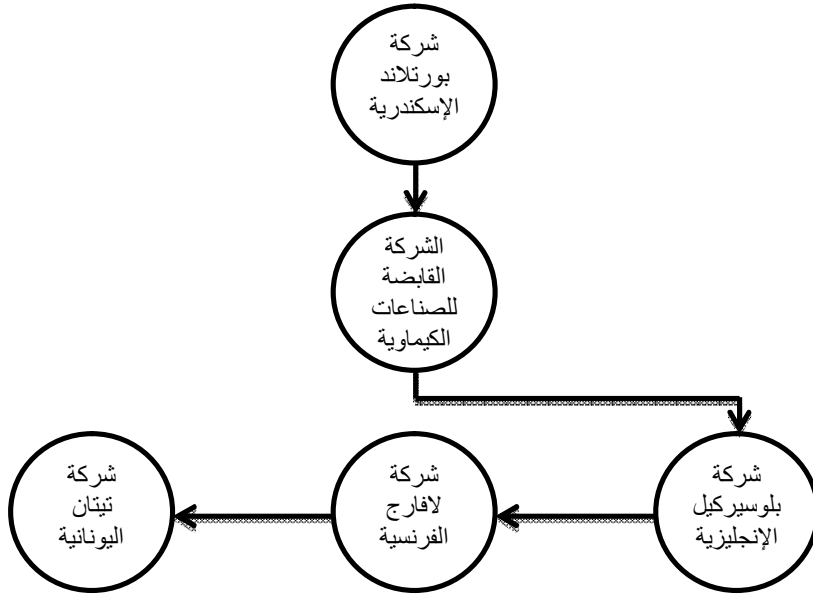 شركة
بورتلاند
الإسكندرية
الشركة
القابضة
للصناعات
الكيماوية
شركة
بلوسيركيل
الإنجليزية
شركة
لافارج
الفرنسية
شركة
تيتان
اليونانية